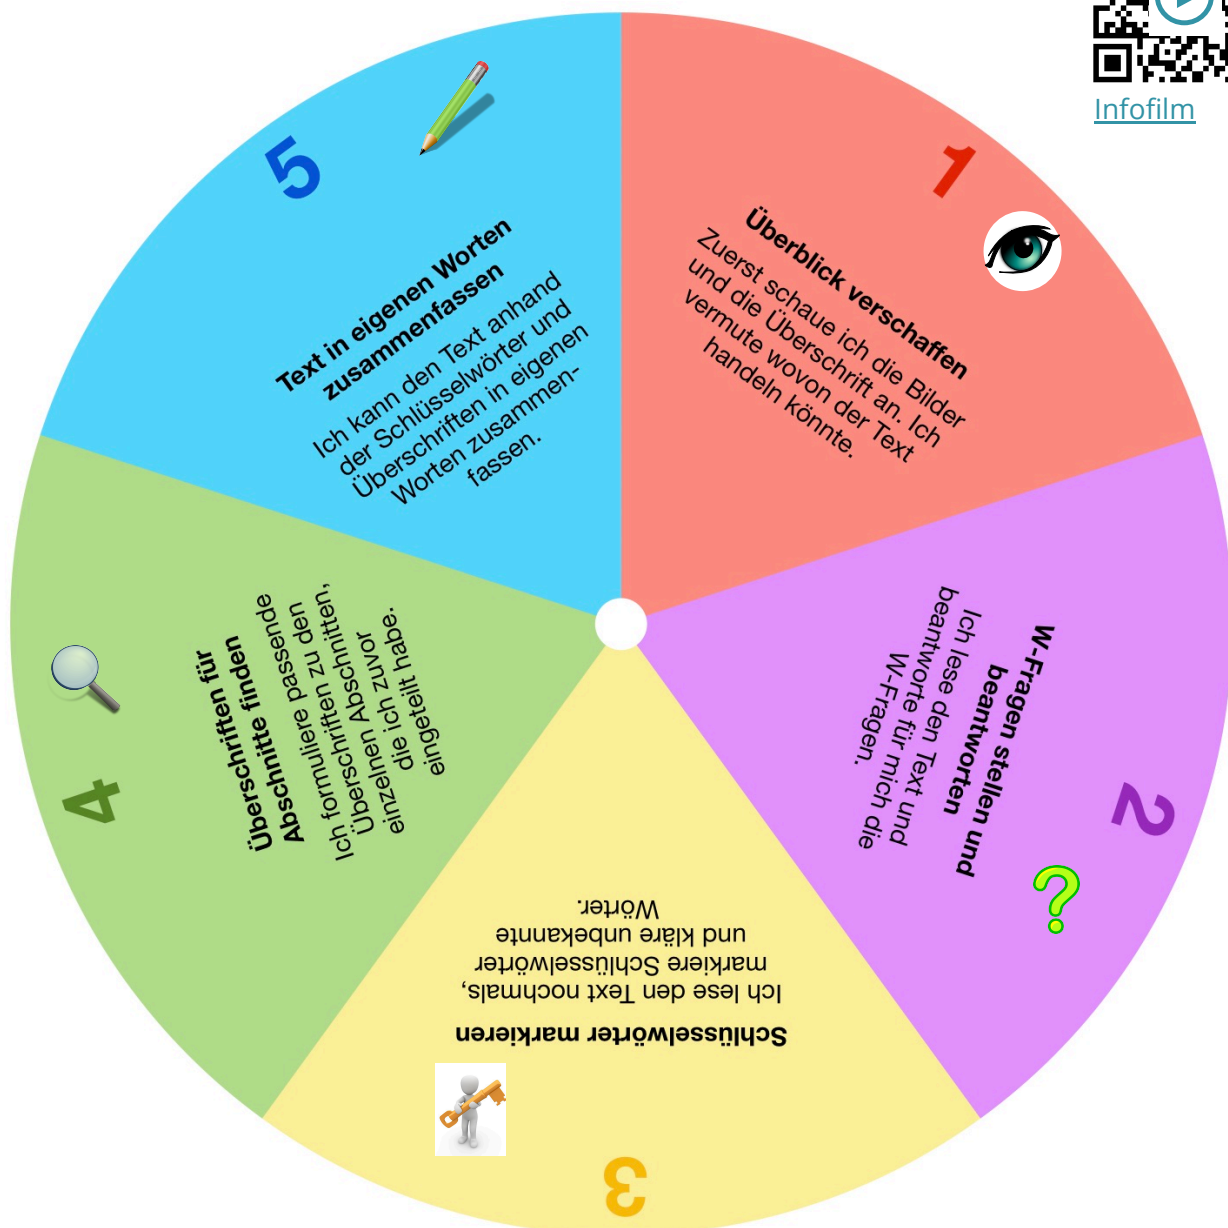 Infofilm
1
Überblick verschaffen
Zuerst schaue ich die Bilder
und die Überschrift an. Ich
vermute wovon der Text
handeln könnte.
2
W-Fragen stellen und
beantworten
Ich lese den Text und
beantworte für mich die
W-Fragen.
?
3
Schlüsselwörter markieren
Ich lese den Text nochmals,
markiere Schlüsselwörter
und kläre unbekannte
Wörter.
4
Überschriften für
Abschnitte finden
Ich formuliere passende
Überschriften zu den
einzelnen Abschnitten,
die ich zuvor
eingeteilt habe.
5
Text in eigenen Worten
zusammenfassen
Ich kann den Text anhand
der Schlüsselwörter und
Überschriften in eigenen
Worten zusammen-
fassen.